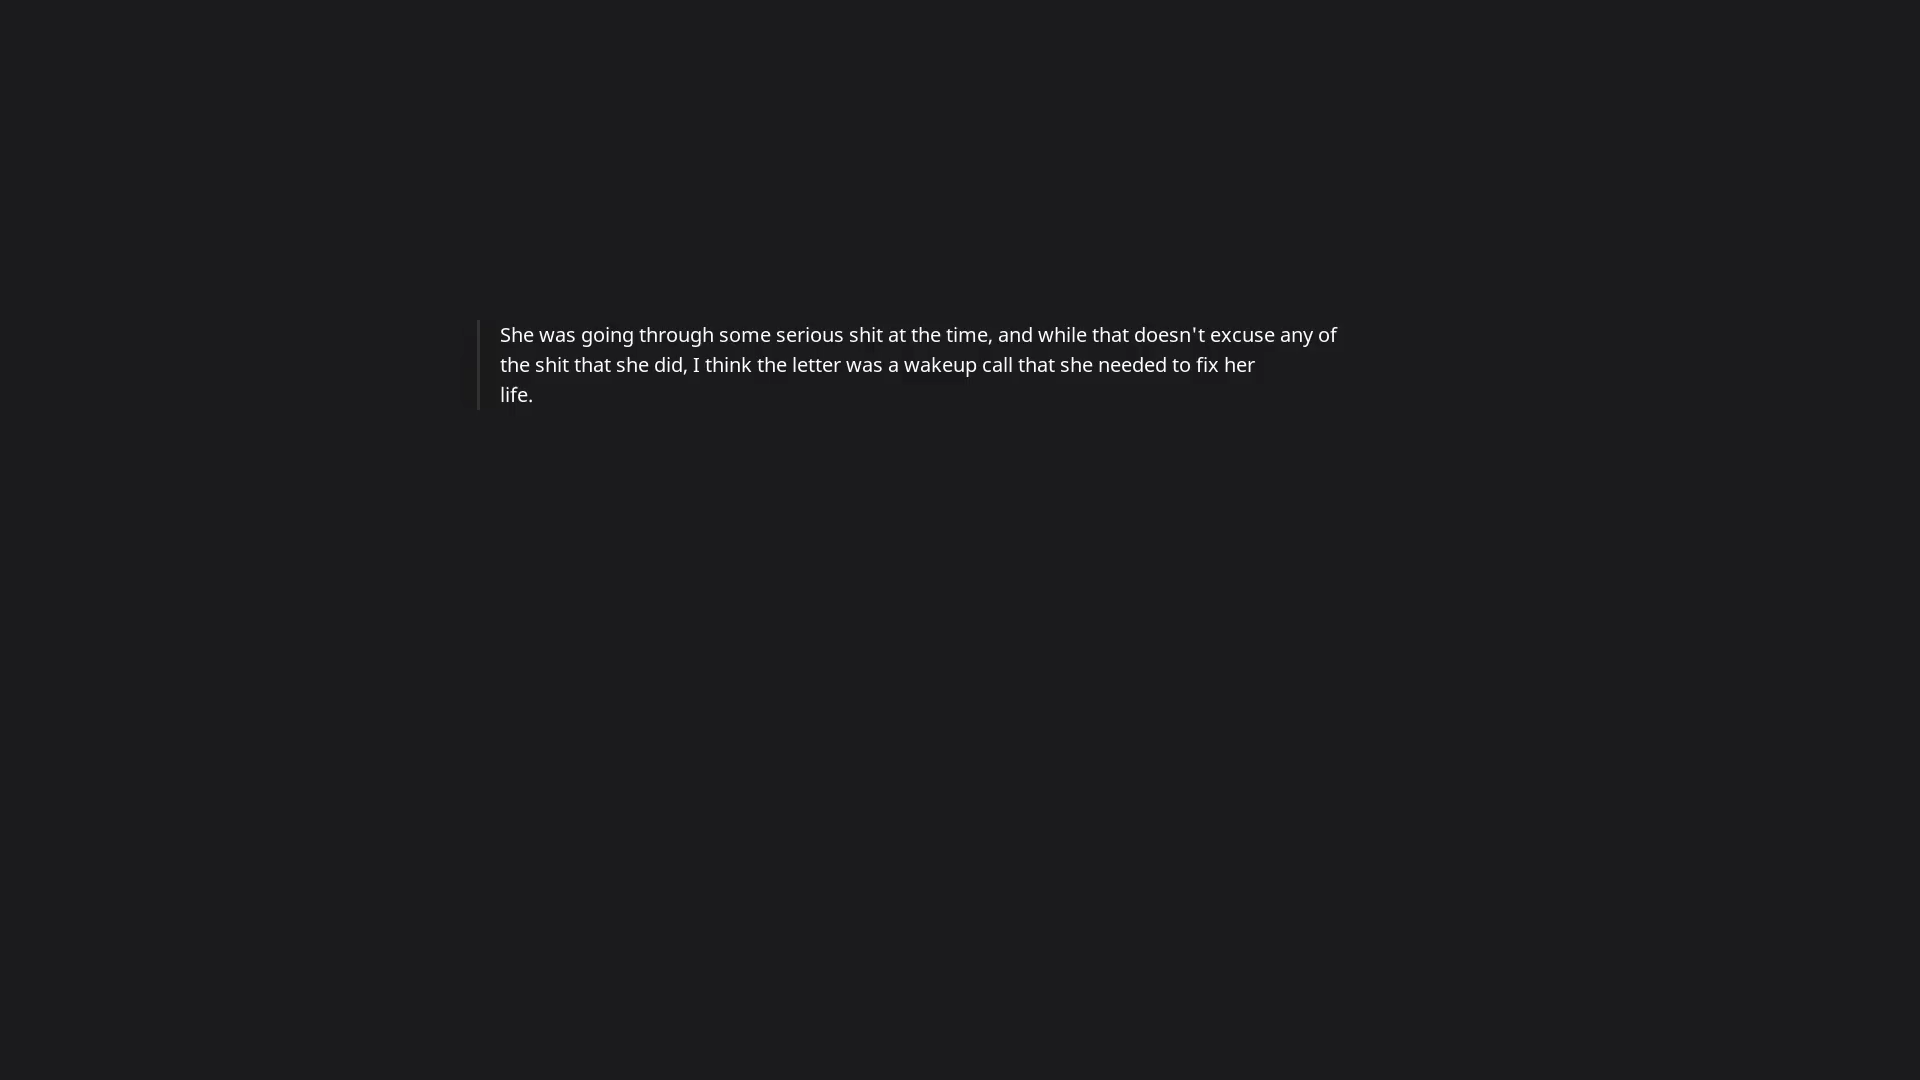 She was going through some serious shit at the time, and while that doesn't excuse any of
the shit that she did, I think the letter was a wakeup call that she needed to fix her
life.